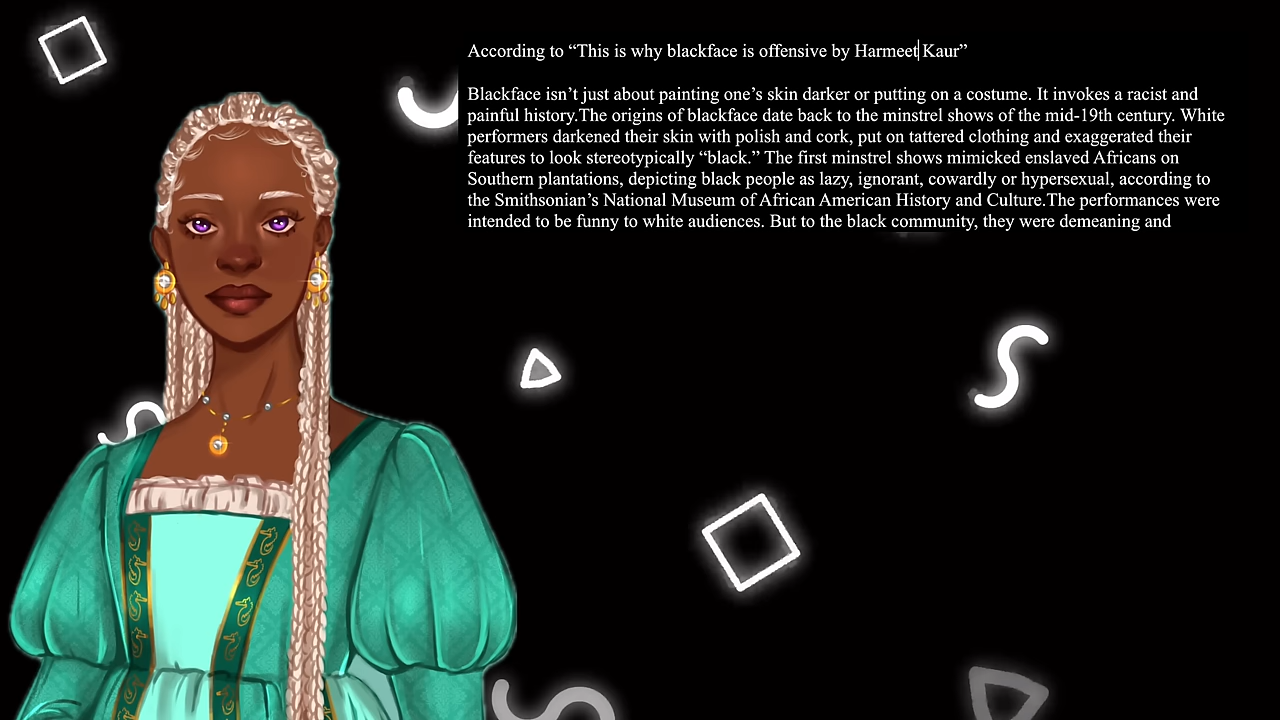 According to “This is why blackface is offensive by Harmeet Kaur”
Blackface isn’t just about painting one’s skin darker or putting on a costume. It invokes a racist and
painful history.The origins of blackface date back to the minstrel shows of the mid-19th century. White
performers darkened their skin with polish and cork, put on tattered clothing and exaggerated their
features to look stereotypically “black.” The first minstrel shows mimicked enslaved Africans on
Southern plantations, depicting black people as lazy, ignorant, cowardly or hypersexual, according to
the Smithsonian’s National Museum of African American History and Culture.The performances were
intended to be funny to white audiences. But to the black community, they were demeaning and